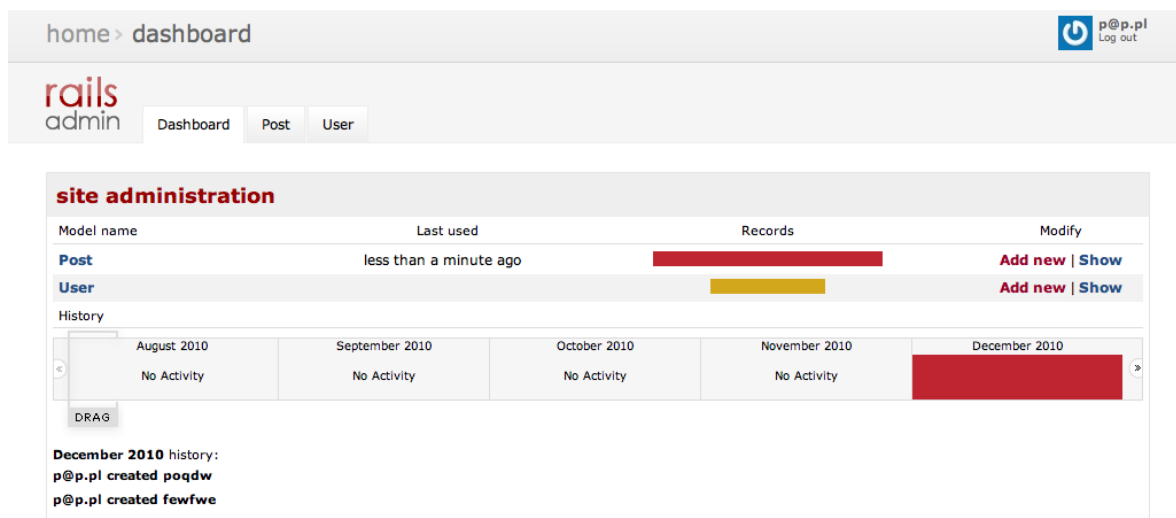 home › dashboard
p@p.pl
Log out
rails
admin
Dashboard Post User
site administration
Model name Last used Records Modify
Post less than a minute ago Add new | Show
User Add new | Show
History
August 2010 September 2010 October 2010 November 2010 December 2010
« No Activity No Activity No Activity No Activity »
DRAG
December 2010 history:
p@p.pl created poqdw
p@p.pl created fewfwe